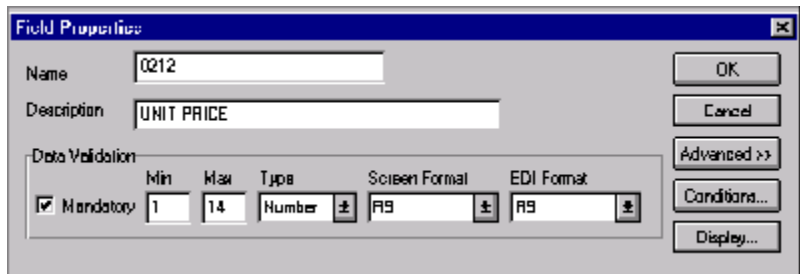 Field Properties
Name 0212 OK
Description UNIT PRICE Cancel
Data Validation Advanced >>
Min Max Type Screen Format EDI Format
Mandatory 1 14 Number R9 R9 Conditions...
Display...